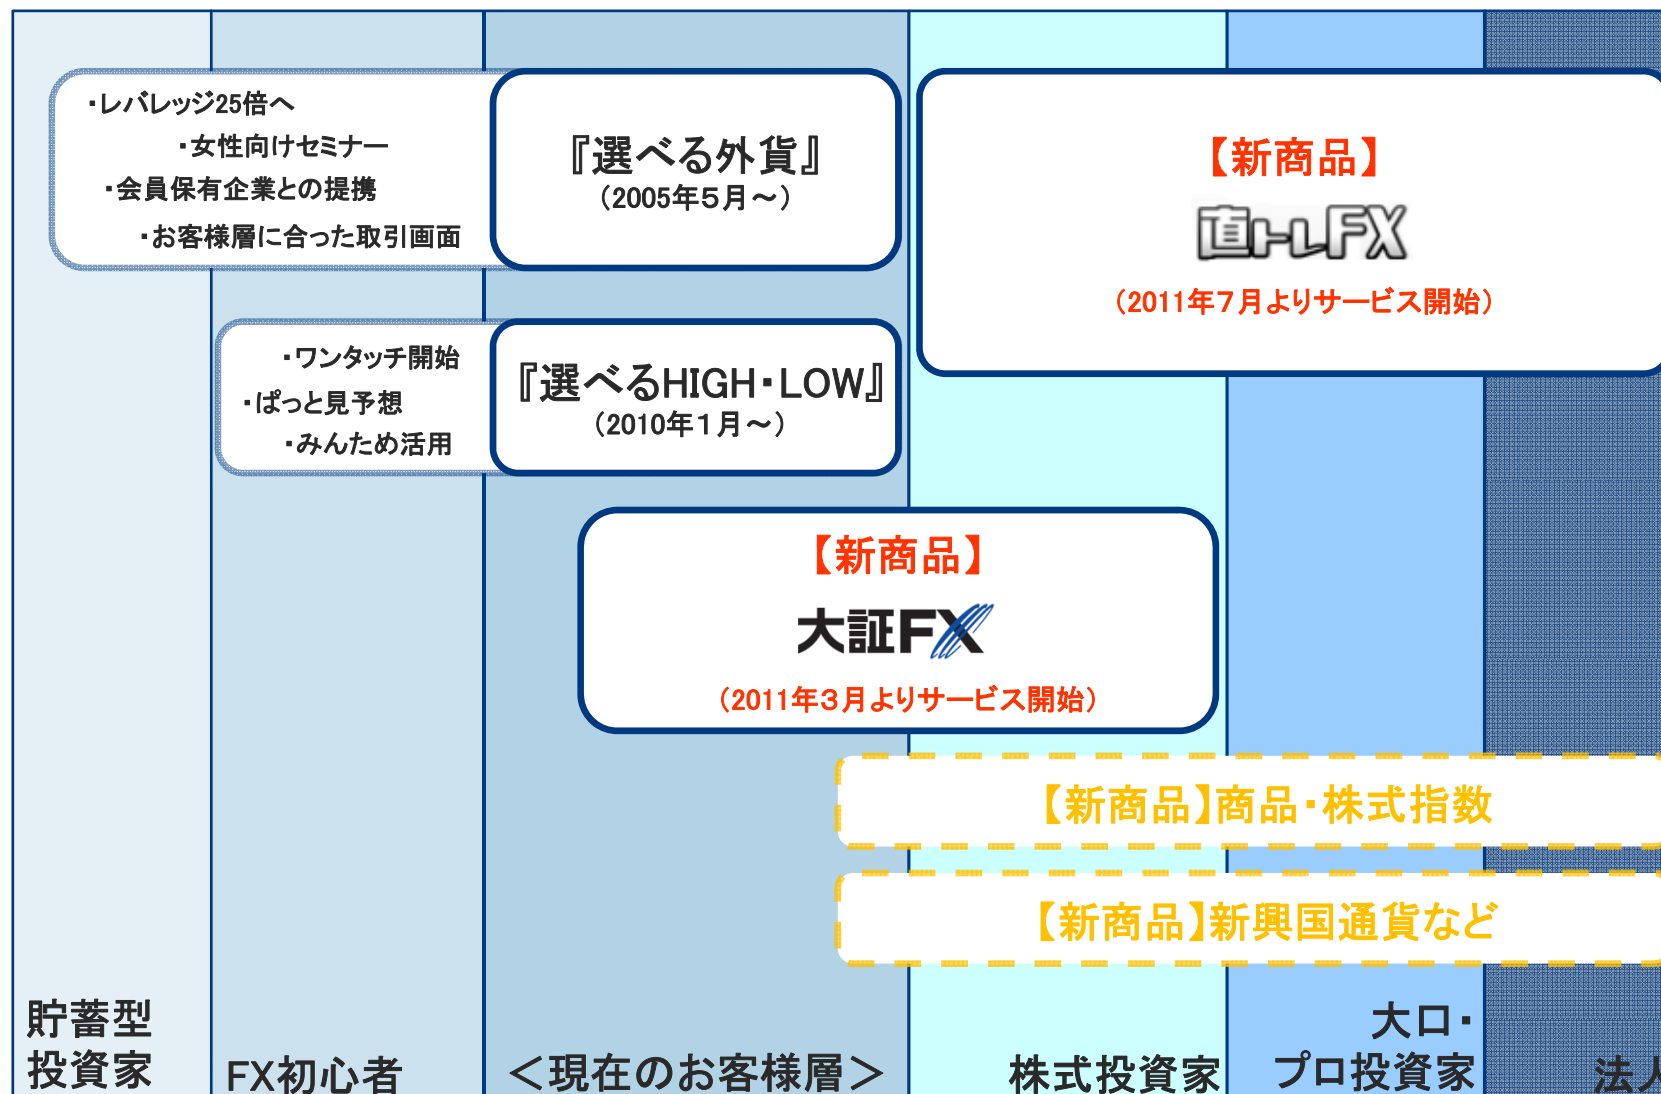 ・レバレッジ25倍へ
・女性向けセミナー
・会員保有企業との提携
・お客様層に合った取引画面
『選べる外貨』
（2005年５月～）
【新商品】
直トレFX
（2011年７月よりサービス開始）
・ワンタッチ開始
・ぱっと見予想
・みんため活用
『選べるHIGH・LOW』
（2010年１月～）
【新商品】
大証FX
（2011年３月よりサービス開始）
【新商品】商品・株式指数
【新商品】新興国通貨など
貯蓄型
投資家
FX初心者
＜現在のお客様層＞
株式投資家
大口・
プロ投資家
法人